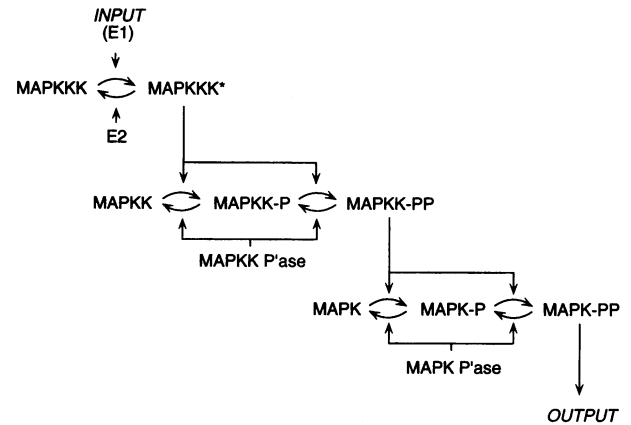 INPUT
(E1)
MAPKKK MAPKKK*
E2
MAPKK MAPKK-P MAPKK-PP
MAPKK P'ase
MAPK MAPK-P MAPK-PP
MAPK P'ase
OUTPUT